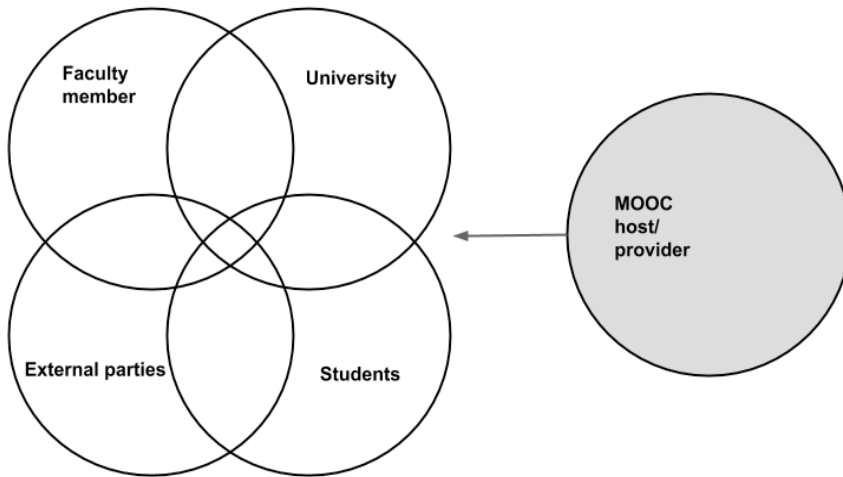 Faculty
member
University
MOOC
host/
provider
External parties
Students